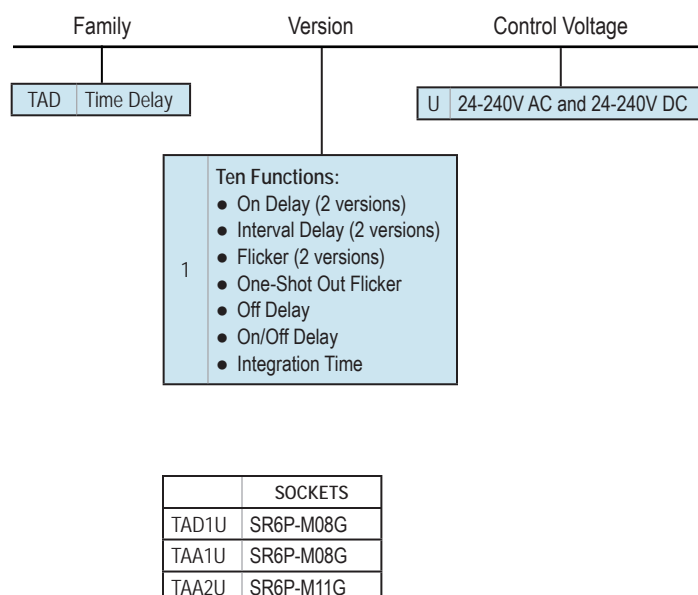 Family Version Control Voltage
TAD Time Delay
U 24-240V AC and 24-240V DC
1
Ten Functions:
● On Delay (2 versions)
● Interval Delay (2 versions)
● Flicker (2 versions)
● One-Shot Out Flicker
● Off Delay
● On/Off Delay
● Integration Time
SOCKETS
TAD1U SR6P-M08G
TAA1U SR6P-M08G
TAA2U SR6P-M11G